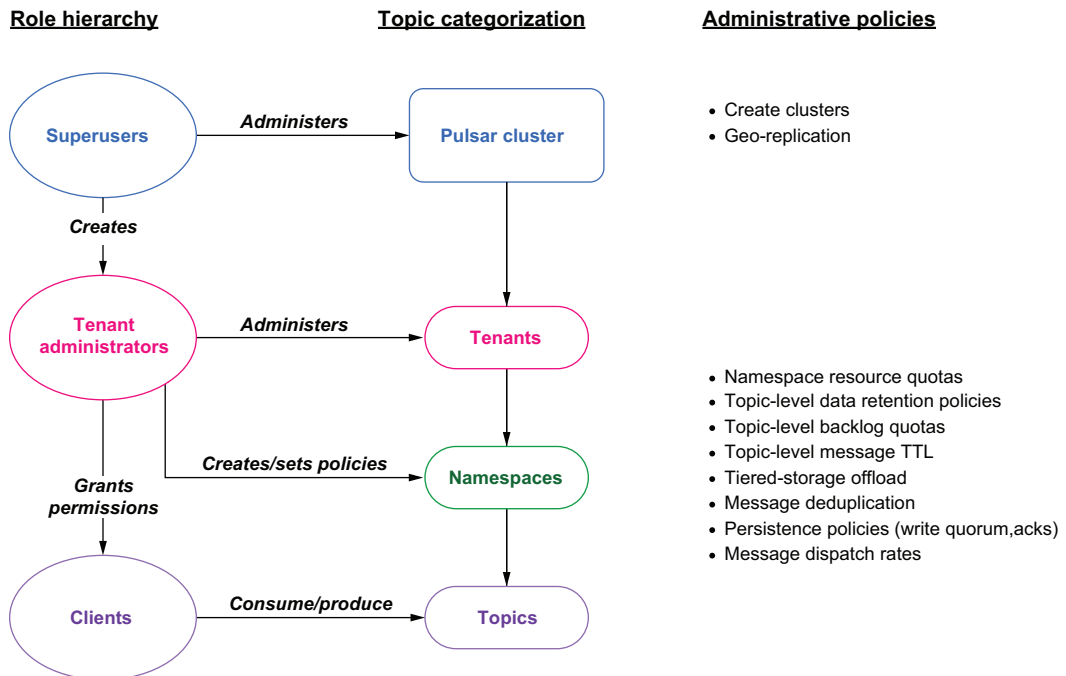 Role hierarchy
Topic categorization
Administrative policies
Superusers
Administers
Pulsar cluster
• Create clusters
• Geo-replication
Creates
Tenant
administrators
Administers
Tenants
• Namespace resource quotas
• Topic-level data retention policies
• Topic-level backlog quotas
• Topic-level message TTL
• Tiered-storage offload
• Message deduplication
• Persistence policies (write quorum,acks)
• Message dispatch rates
Creates/sets policies
Namespaces
Grants
permissions
Clients
Consume/produce
Topics